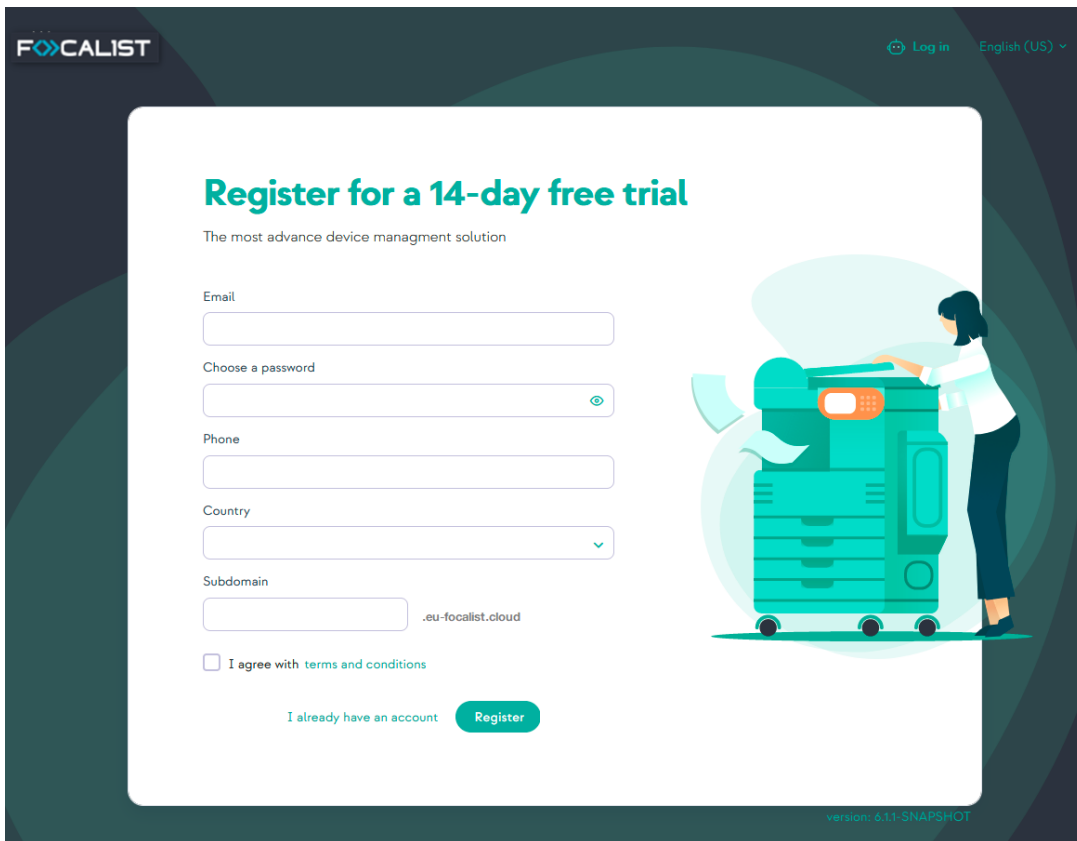 FOCALIST
Log in
English (US)
Register for a 14-day free trial
The most advance device managment solution
Email
Choose a password
Phone
Country
Subdomain
.eu-focalist.cloud
I agree with terms and conditions
I already have an account
Register
version: 6.1.1-SNAPSHOT